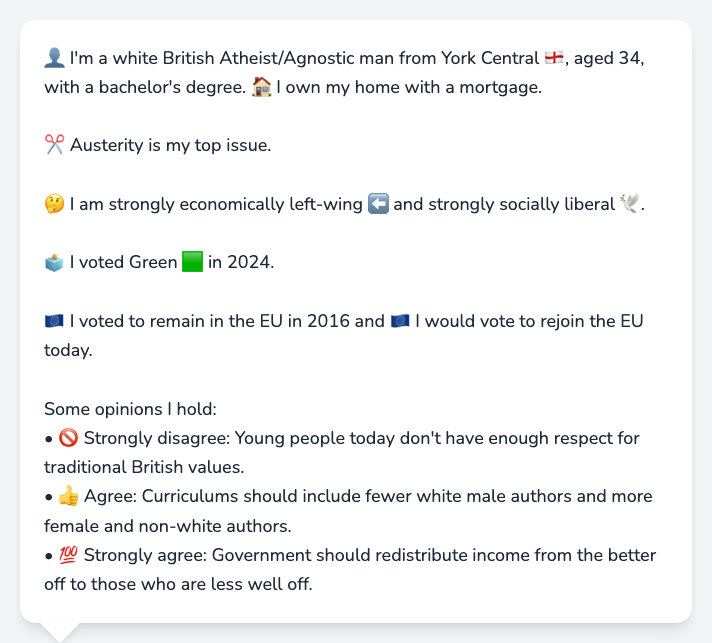 👤 I'm a white British Atheist/Agnostic man from York Central 🏴󠁧󠁢󠁥󠁮󠁧󠁿, aged 34,
with a bachelor's degree. 🏠 I own my home with a mortgage.
✂️ Austerity is my top issue.
🤔 I am strongly economically left-wing ⬅️ and strongly socially liberal 🕊️.
🗳️ I voted Green 🟩 in 2024.
🇪🇺 I voted to remain in the EU in 2016 and 🇪🇺 I would vote to rejoin the EU
today.
Some opinions I hold:
• 🚫 Strongly disagree: Young people today don't have enough respect for
traditional British values.
• 👍 Agree: Curriculums should include fewer white male authors and more
female and non-white authors.
• 💯 Strongly agree: Government should redistribute income from the better
off to those who are less well off.